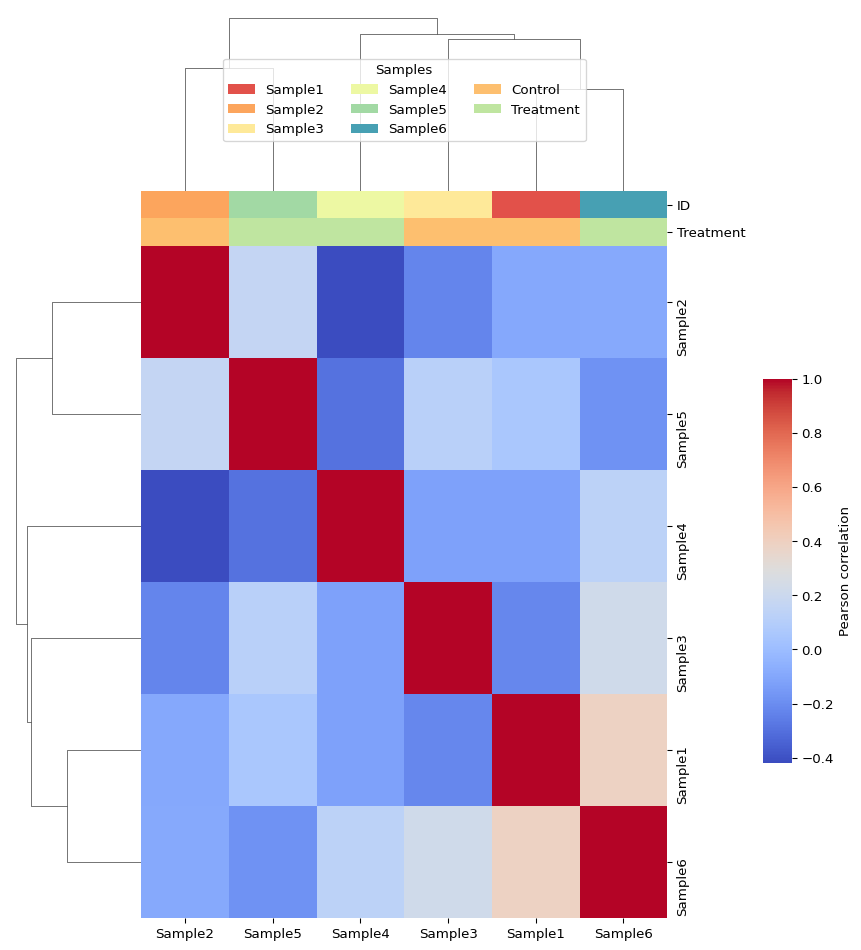 Samples
Sample1 Sample4 Control
Sample2 Sample5 Treatment
Sample3 Sample6
ID
Treatment
Sample2
Sample5
Sample4
Sample3
Sample1
Sample6
Sample2 Sample5 Sample4 Sample3 Sample1 Sample6
1.0
0.8
0.6
0.4
0.2
0.0
−0.2
−0.4
Pearson correlation